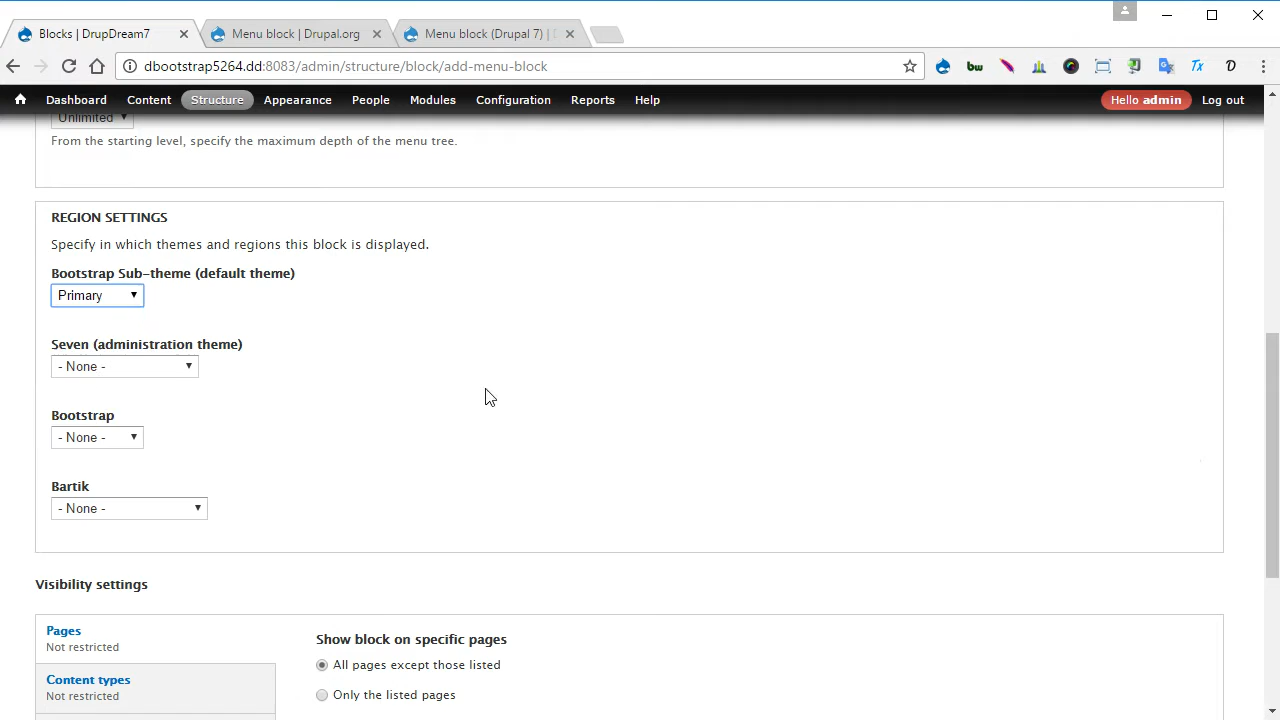 Blocks | DrupDream7
Menu block | Drupal.org
Menu block (Drupal 7) |
dbootstrap5264.dd:8083/admin/structure/block/add-menu-block
bw
Tx
D
Dashboard Content Structure Appearance People Modules Configuration Reports Help Hello admin Log out
Unlimited
From the starting level, specify the maximum depth of the menu tree.
REGION SETTINGS
Specify in which themes and regions this block is displayed.
Bootstrap Sub-theme (default theme)
Primary
Seven (administration theme)
- None -
Bootstrap
- None -
Bartik
- None -
Visibility settings
Pages
Not restricted
Content types
Not restricted
Show block on specific pages
All pages except those listed
Only the listed pages